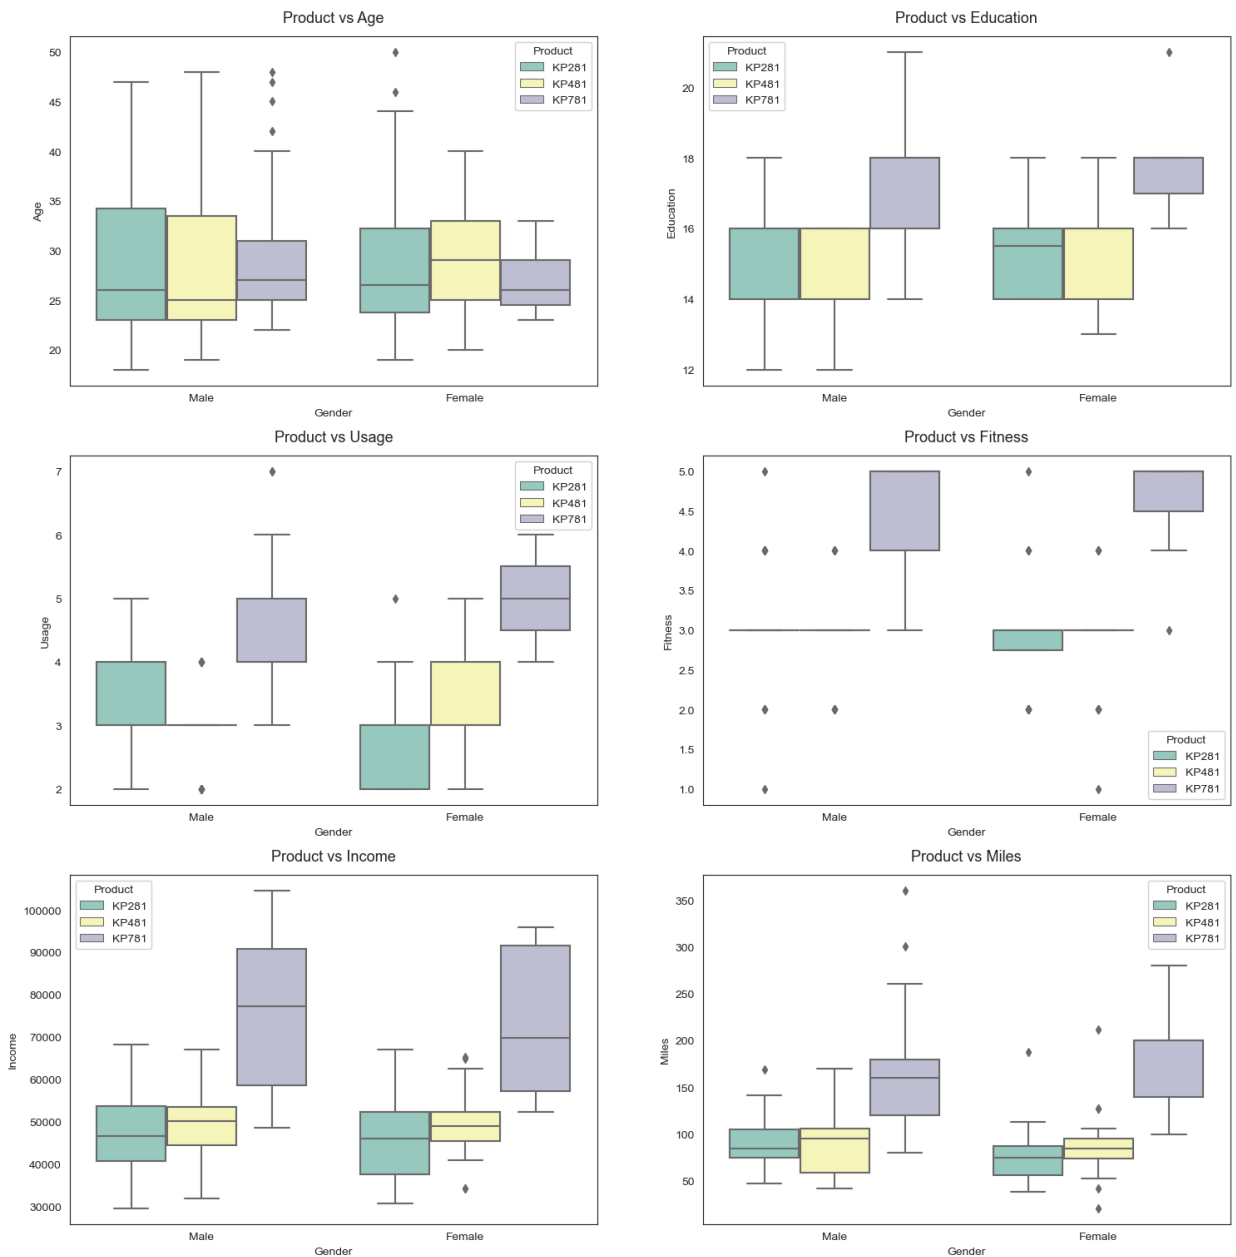 Product vs Age
50
45
40
35
30
25
20
Age
Product
KP281
KP481
KP781
Male
Female
Gender
Product vs Education
20
18
16
14
12
Education
Product
KP281
KP481
KP781
Male
Female
Gender
Product vs Usage
7
6
5
4
3
2
Usage
Product
KP281
KP481
KP781
Male
Female
Gender
Product vs Fitness
5.0
4.5
4.0
3.5
3.0
2.5
2.0
1.5
1.0
Fitness
Product
KP281
KP481
KP781
Male
Female
Gender
Product vs Income
100000
90000
80000
70000
60000
50000
40000
30000
Income
Product
KP281
KP481
KP781
Male
Female
Gender
Product vs Miles
350
300
250
200
150
100
50
Miles
Product
KP281
KP481
KP781
Male
Female
Gender